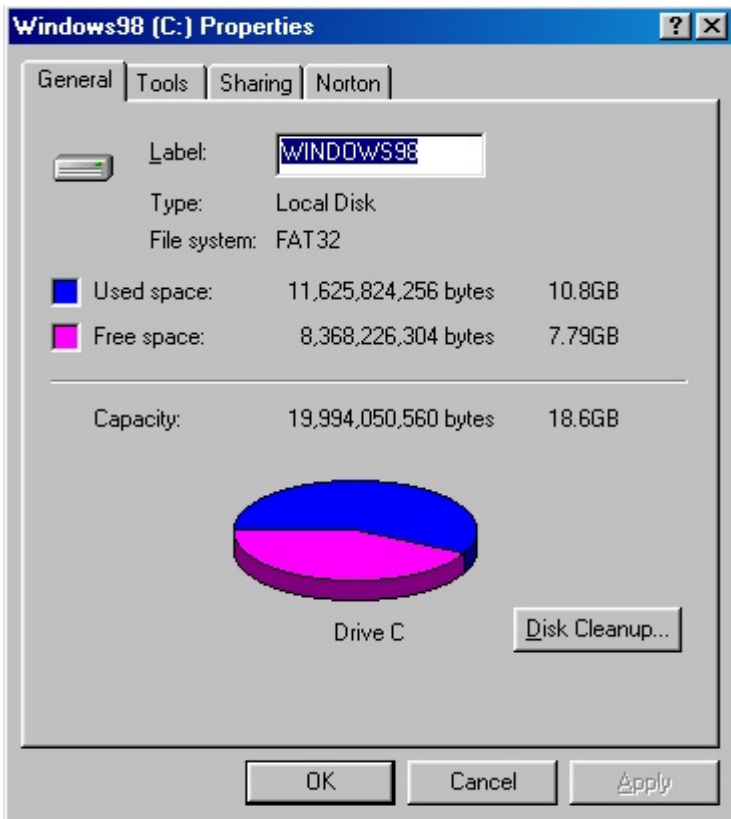 Windows98 (C:) Properties
General Tools Sharing Norton
Label: WINDOWS98
Type: Local Disk
File system: FAT32
Used space: 11,625,824,256 bytes 10.8GB
Free space: 8,368,226,304 bytes 7.79GB
Capacity: 19,994,050,560 bytes 18.6GB
Drive C
Disk Cleanup...
OK Cancel Apply